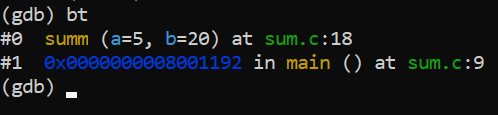 (gdb) bt
#0  summ (a=5, b=20) at sum.c:18
#1  0x0000000008001192 in main () at sum.c:9
(gdb)